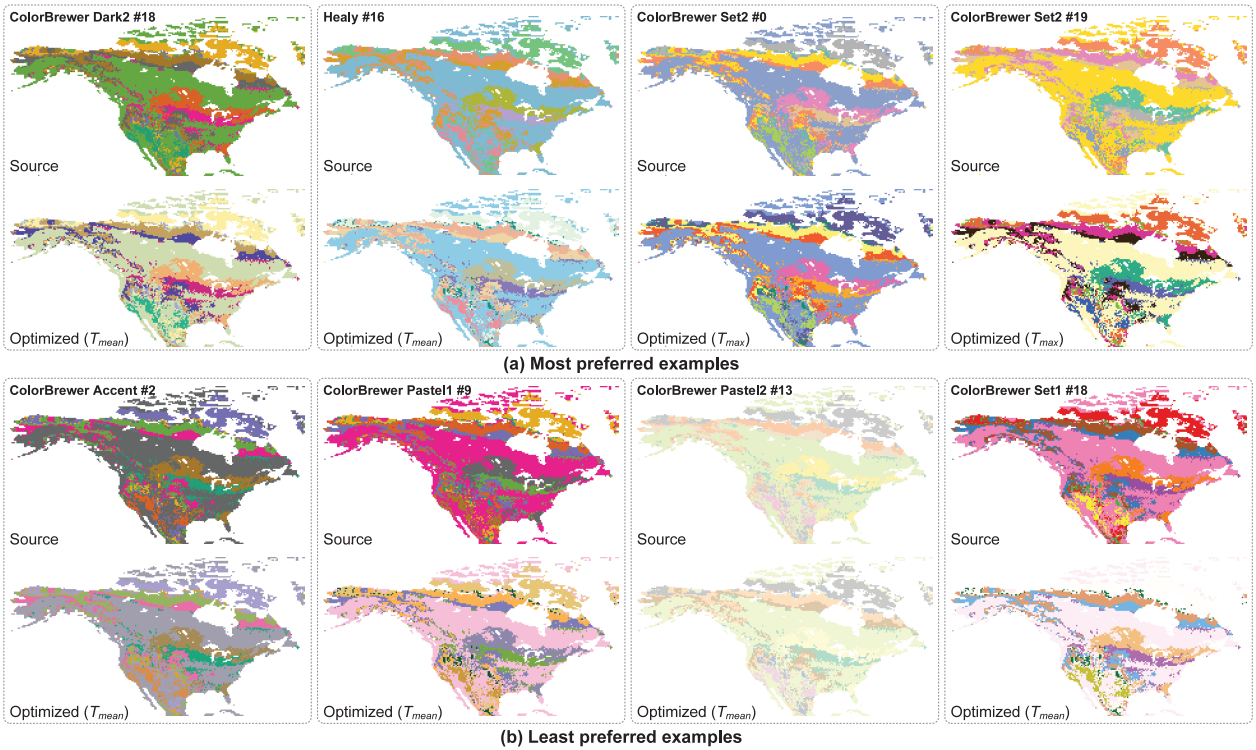 ColorBrewer Dark2 #18
Healy #16
ColorBrewer Set2 #0
ColorBrewer Set2 #19
Source
Source
Source
Source
Optimized (Tmean)
Optimized (Tmean)
Optimized (Tmax)
Optimized (Tmax)
(a) Most preferred examples
ColorBrewer Accent #2
ColorBrewer Pastel1 #9
ColorBrewer Pastel2 #13
ColorBrewer Set1 #18
Source
Source
Source
Source
Optimized (Tmean)
Optimized (Tmean)
Optimized (Tmean)
Optimized (Tmean)
(b) Least preferred examples